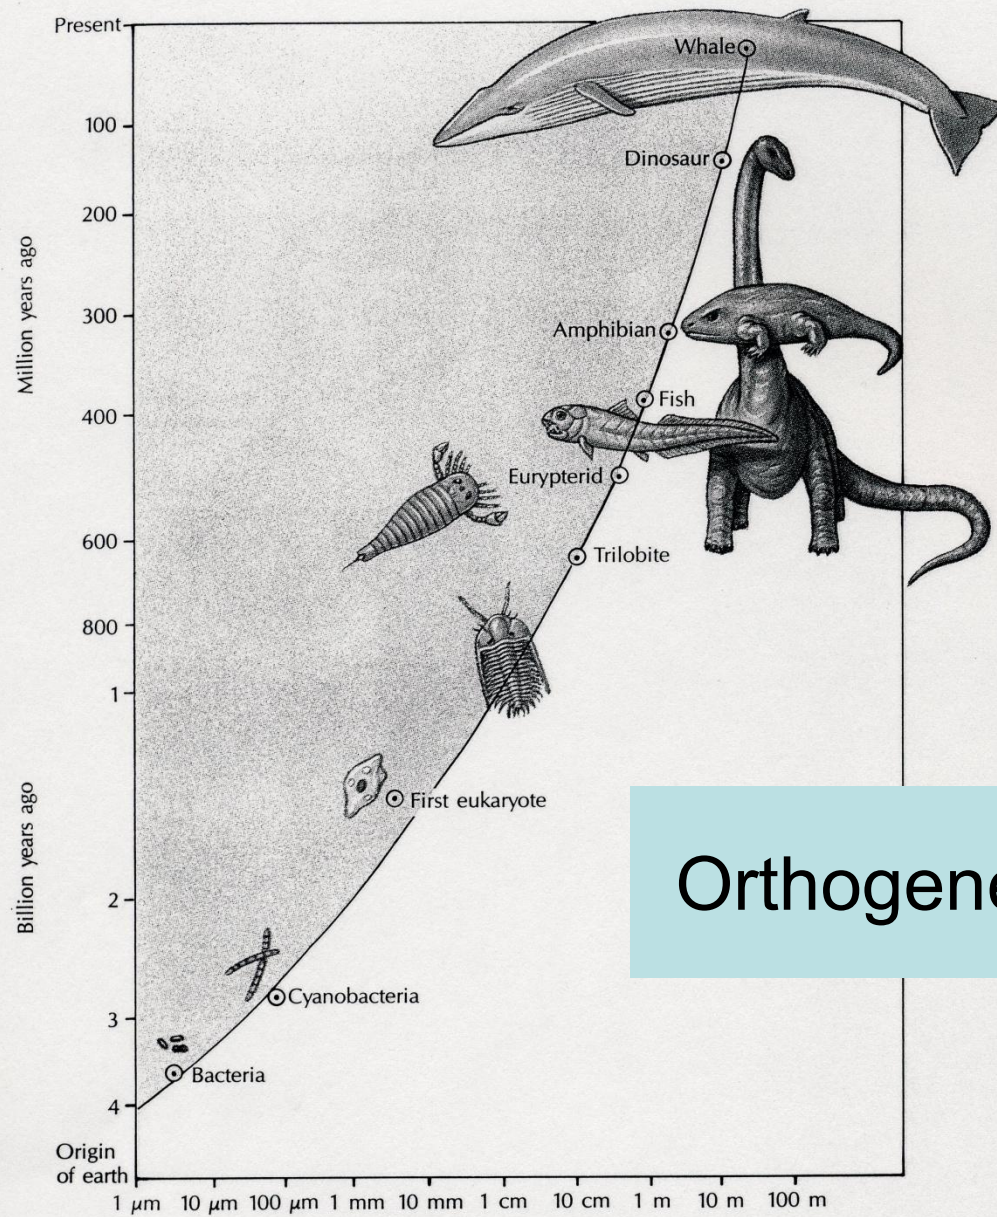 Present
Whale
100
Dinosaur
200
Million years ago
300
Amphibian
Fish
400
Eurypterid
600
Trilobite
800
1
First eukaryote
Billion years ago
Orthogene
2
Cyanobacteria
3
Bacteria
4
Origin
of earth
1 µm 10 µm 100 µm 1 mm 10 mm 1 cm 10 cm 1 m 10 m 100 m